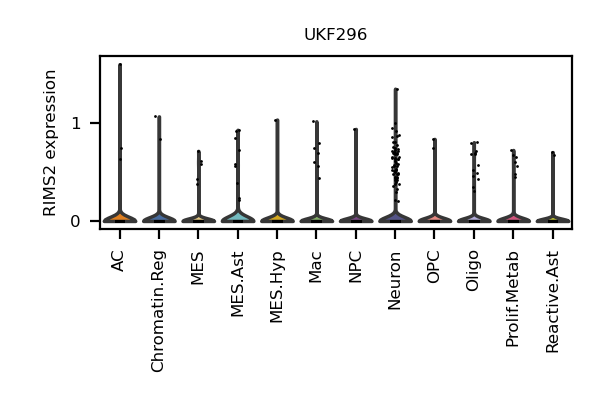 UKF296
RIMS2 expression
1
0
AC
Chromatin.Reg
MES
MES.Ast
MES.Hyp
Mac
NPC
Neuron
OPC
Oligo
Prolif.Metab
Reactive.Ast